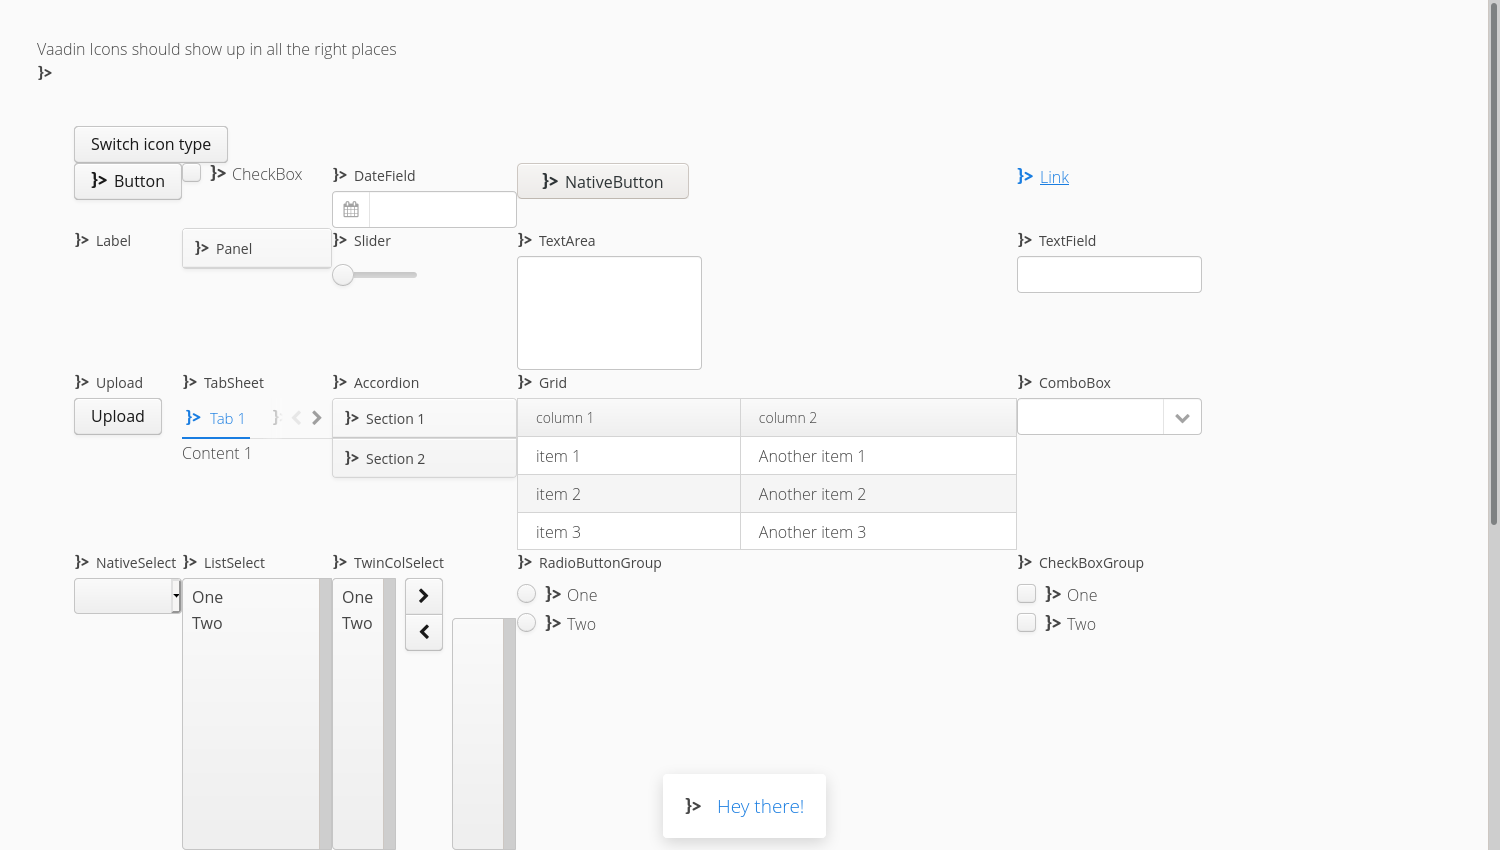 Vaadin Icons should show up in all the right places
Switch icon type
Button
CheckBox
DateField
NativeButton
Link
Label
Panel
Slider
TextArea
TextField
Upload
TabSheet
Accordion
Grid
ComboBox
Upload
Tab 1
Section 1
column 1
column 2
Content 1
Section 2
item 1
Another item 1
item 2
Another item 2
item 3
Another item 3
NativeSelect
ListSelect
TwinColSelect
RadioButtonGroup
CheckBoxGroup
One
Two
One
Two
One
Two
One
Two
Hey there!